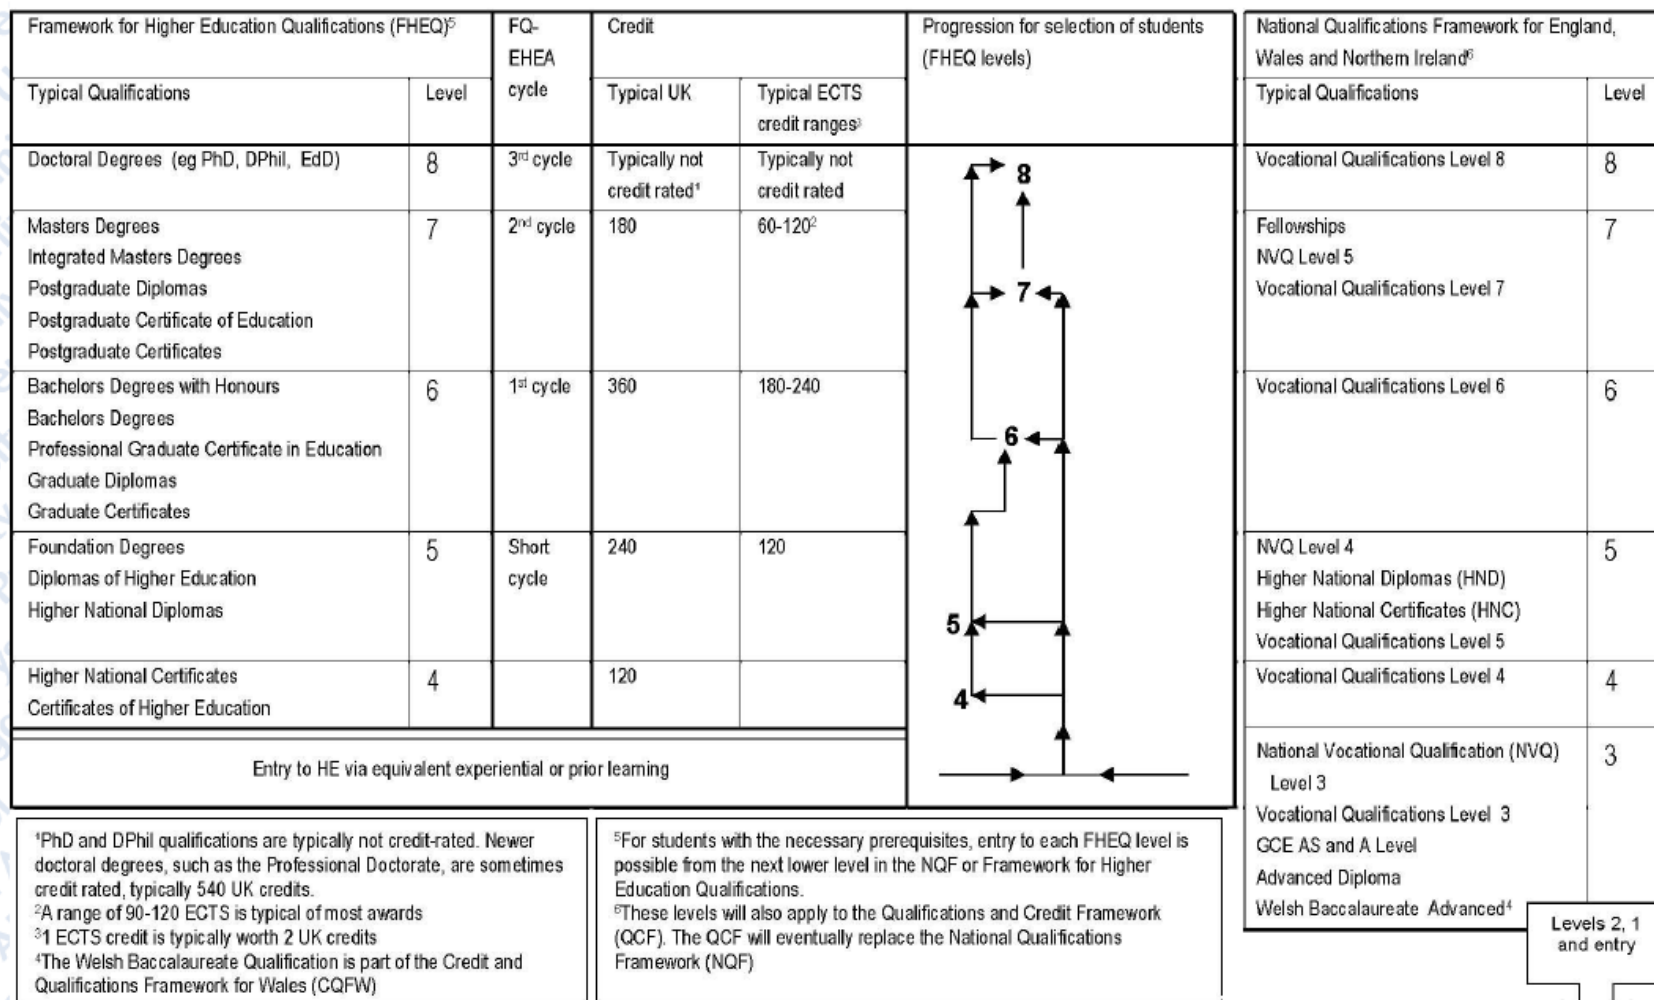 Framework for Higher Education Qualifications (FHEQ)⁵
FQ-
EHEA
cycle
Credit
Progression for selection of students
(FHEQ levels)
National Qualifications Framework for England,
Wales and Northern Ireland⁶
Typical Qualifications
Level
Typical UK
Typical ECTS
credit ranges³
Typical Qualifications
Level
Doctoral Degrees (eg PhD, DPhil, EdD)
8
3rd cycle
Typically not
credit rated¹
Typically not
credit rated
8
Vocational Qualifications Level 8
8
Masters Degrees
Integrated Masters Degrees
Postgraduate Diplomas
Postgraduate Certificate of Education
Postgraduate Certificates
7
2nd cycle
180
60-120²
7
Fellowships
NVQ Level 5
Vocational Qualifications Level 7
7
Bachelors Degrees with Honours
Bachelors Degrees
Professional Graduate Certificate in Education
Graduate Diplomas
Graduate Certificates
6
1st cycle
360
180-240
6
Vocational Qualifications Level 6
6
Foundation Degrees
Diplomas of Higher Education
Higher National Diplomas
5
Short
cycle
240
120
5
NVQ Level 4
Higher National Diplomas (HND)
Higher National Certificates (HNC)
Vocational Qualifications Level 5
5
Higher National Certificates
Certificates of Higher Education
4
120
4
Vocational Qualifications Level 4
4
Entry to HE via equivalent experiential or prior learning
National Vocational Qualification (NVQ)
Level 3
Vocational Qualifications Level 3
GCE AS and A Level
Advanced Diploma
Welsh Baccalaureate Advanced⁴
3
Levels 2, 1
and entry
¹PhD and DPhil qualifications are typically not credit-rated. Newer
doctoral degrees, such as the Professional Doctorate, are sometimes
credit rated, typically 540 UK credits.
²A range of 90-120 ECTS is typical of most awards
³1 ECTS credit is typically worth 2 UK credits
⁴The Welsh Baccalaureate Qualification is part of the Credit and
Qualifications Framework for Wales (CQFW)
⁵For students with the necessary prerequisites, entry to each FHEQ level is
possible from the next lower level in the NQF or Framework for Higher
Education Qualifications.
⁶These levels will also apply to the Qualifications and Credit Framework
(QCF). The QCF will eventually replace the National Qualifications
Framework (NQF)